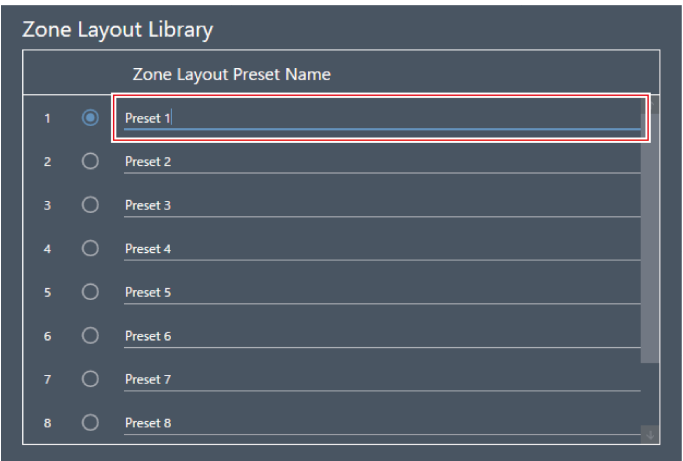 Zone Layout Library
Zone Layout Preset Name
1 Preset 1
2 Preset 2
3 Preset 3
4 Preset 4
5 Preset 5
6 Preset 6
7 Preset 7
8 Preset 8